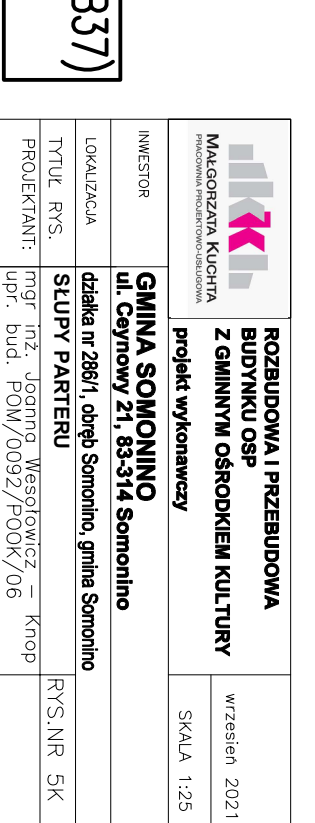 B37)
MAŁGORZATA KUCHTA
PRACOWNIA PROJEKTOWO-USŁUGOWA
ROZBUDOWA I PRZEBUDOWA
BUDYNKU OSP
Z GMINNYM OŚRODKIEM KULTURY
projekt wykonawczy
wrzesień 2021
SKALA 1:25
INWESTOR
GMINA SOMONINO
ul. Ceynowy 21, 83-314 Somonino
LOKALIZACJA
działka nr 286/1, obręb Somonino, gmina Somonino
TYTUŁ RYS.
SŁUPY PARTERU
RYS.NR 5K
PROJEKTANT:
mgr inż. Joanna Wesołowicz – Knop
upr. bud. POM/0092/POOK/06